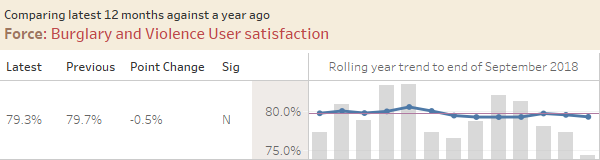 Comparing latest 12 months against a year ago
Force: Burglary and Violence User satisfaction
Latest Previous Point Change Sig Rolling year trend to end of September 2018
79.3% 79.7% -0.5% N 80.0%
75.0%